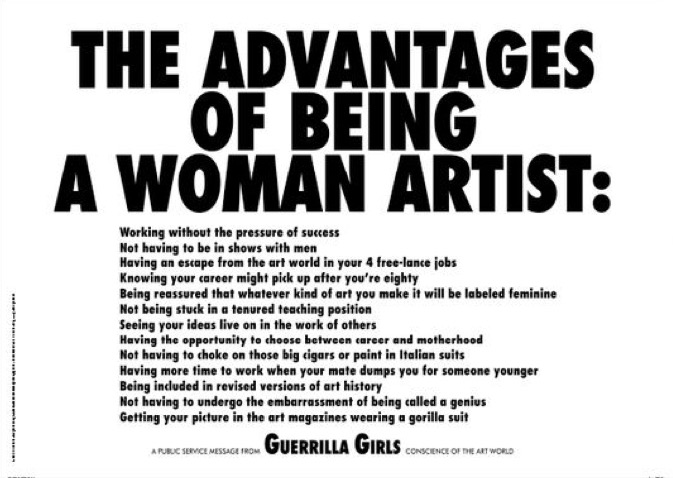 THE ADVANTAGES
OF BEING
A WOMAN ARTIST:
Working without the pressure of success
Not having to be in shows with men
Having an escape from the art world in your 4 free-lance jobs
Knowing your career might pick up after you're eighty
Being reassured that whatever kind of art you make it will be labeled feminine
Not being stuck in a tenured teaching position
Seeing your ideas live on in the work of others
Having the opportunity to choose between career and motherhood
Not having to choke on those big cigars or paint in Italian suits
Having more time to work when your mate dumps you for someone younger
Being included in revised versions of art history
Not having to undergo the embarrassment of being called a genius
Getting your picture in the art magazines wearing a gorilla suit
A PUBLIC SERVICE MESSAGE FROM GUERRILLA GIRLS CONSCIENCE OF THE ART WORLD